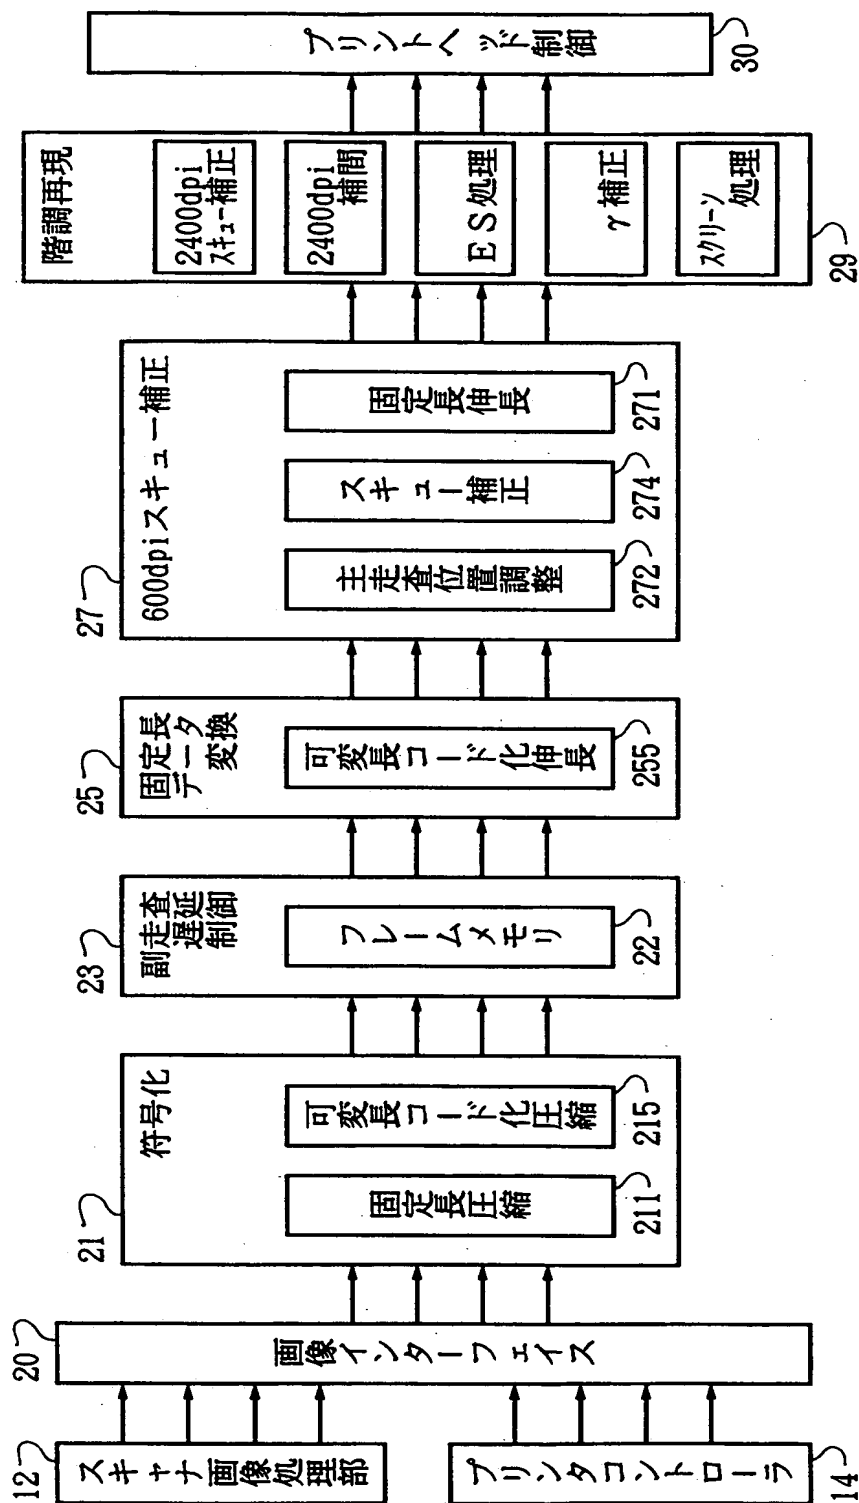 12
スキャナ画像処理部
プリンタコントローラ
14
20
画像インターフェイス
21
符号化
固定長圧縮
211
可変長コード化圧縮
215
23
副走査
遅延
制御
フレームメモリ
22
25
固定長
データ
変換
可変長コード化伸長
255
27
600dpiスキュー補正
主走査位置調整
272
スキュー補正
274
固定長伸長
271
階調再現
2400dpi
スキュー補正
2400dpi
補間
ES処理
γ補正
スクリーン
処理
29
プリントヘッド制御
30